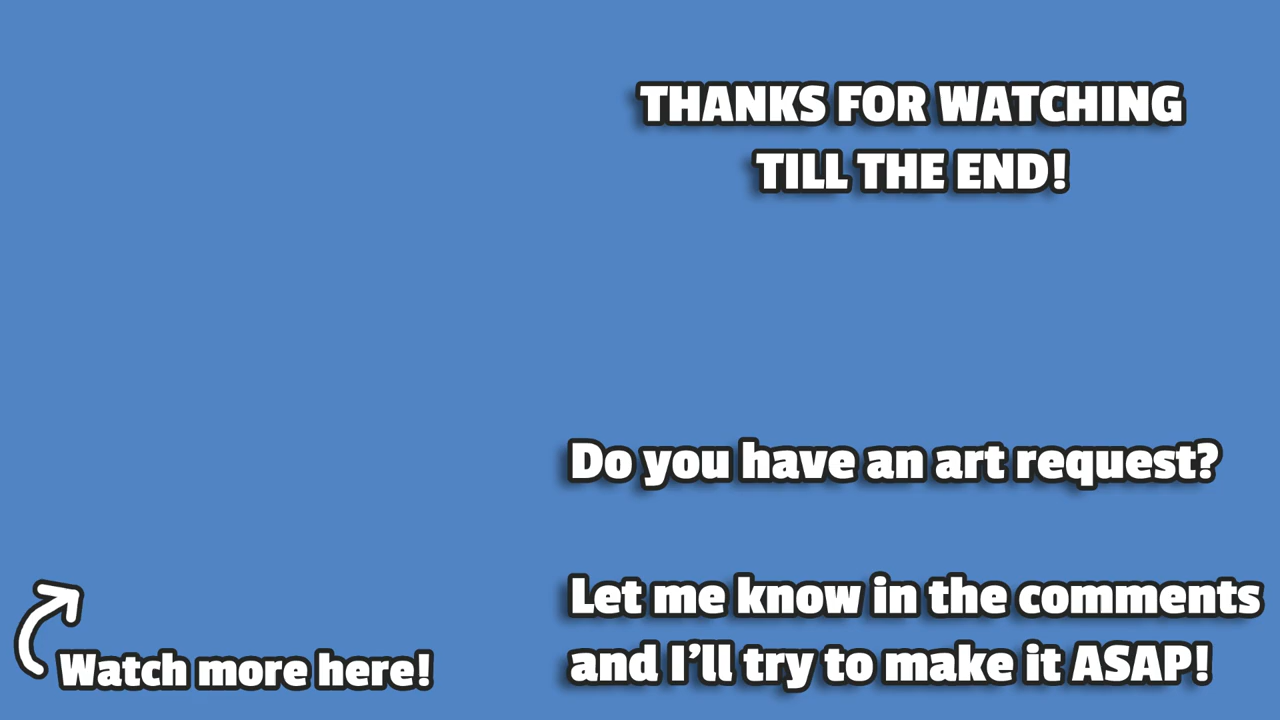 THANKS FOR WATCHING
TILL THE END!
Do you have an art request?
Let me know in the comments
and I'll try to make it ASAP!
Watch more here!